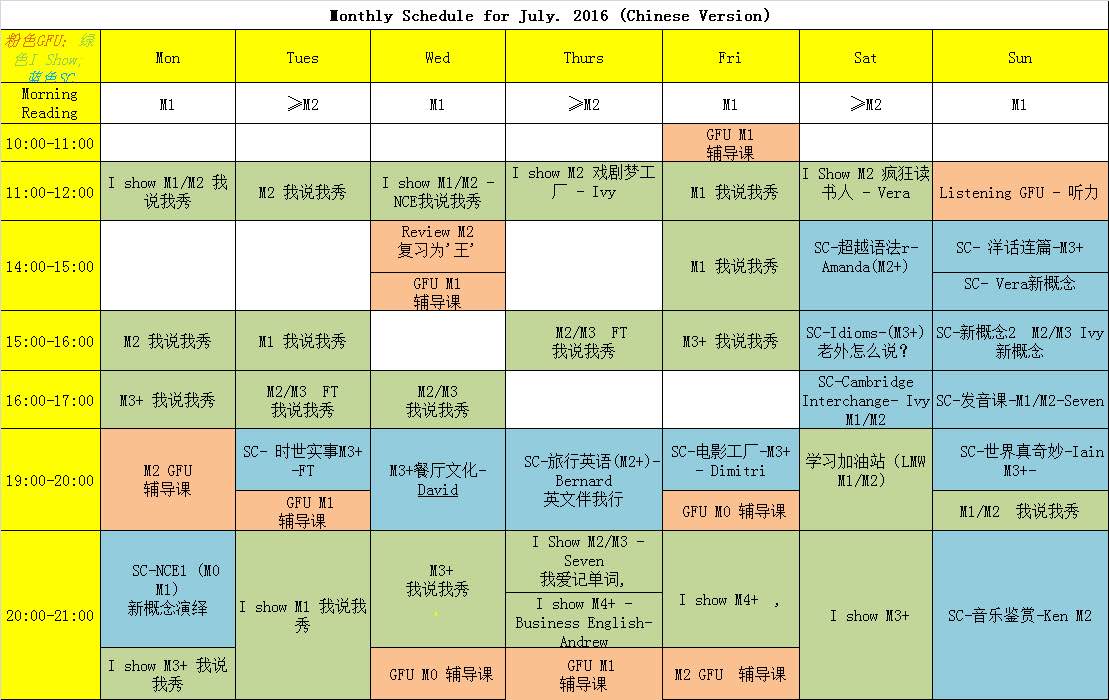 Monthly Schedule for July. 2016 (Chinese Version)
粉色GFU; 绿
色I Show;
蓝色SC
Mon
Tues
Wed
Thurs
Fri
Sat
Sun
Morning
Reading
M1
≥M2
M1
≥M2
M1
≥M2
M1
10:00-11:00
GFU M1
辅导课
11:00-12:00
I show M1/M2 我
说我秀
M2 我说我秀
I show M1/M2 -
NCE我说我秀
I show M2 戏剧梦工
厂 - Ivy
M1 我说我秀
I Show M2 疯狂读
书人 - Vera
Listening GFU - 听力
14:00-15:00
Review M2
复习为'王'
GFU M1
辅导课
M1 我说我秀
SC-超越语法r-
Amanda(M2+)
SC- 洋话连篇-M3+
SC- Vera新概念
15:00-16:00
M2 我说我秀
M1 我说我秀
M2/M3 FT
我说我秀
M3+ 我说我秀
SC-Idioms-(M3+)
老外怎么说?
SC-新概念2 M2/M3 Ivy
新概念
16:00-17:00
M3+ 我说我秀
M2/M3 FT
我说我秀
M2/M3
我说我秀
SC-Cambridge
Interchange- Ivy
M1/M2
SC-发音课-M1/M2-Seven
19:00-20:00
M2 GFU
辅导课
SC- 时世实事M3+
-FT
GFU M1
辅导课
M3+餐厅文化-
David
SC-旅行英语(M2+)-
Bernard
英文伴我行
SC-电影工厂-M3+
- Dimitri
GFU M0 辅导课
学习加油站（LMW
M1/M2）
SC-世界真奇妙-Iain
M3+-
M1/M2 我说我秀
20:00-21:00
SC-NCE1 (M0
M1)
新概念演绎
I show M3+ 我说
我秀
I show M1 我说我
秀
M3+
我说我秀
GFU M0 辅导课
I Show M2/M3 -
Seven
我爱记单词,
I show M4+ -
Business English-
Andrew
GFU M1
辅导课
I show M4+ ,
M2 GFU 辅导课
I show M3+
SC-音乐鉴赏-Ken M2